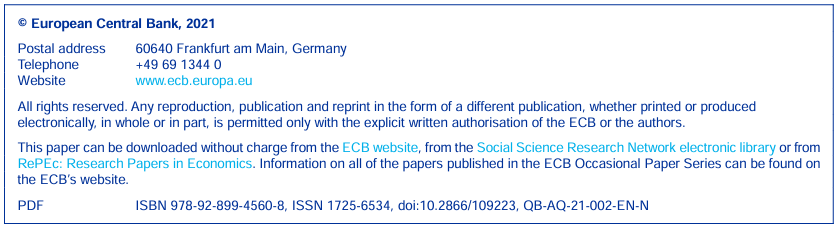 © European Central Bank, 2021
Postal address 60640 Frankfurt am Main, Germany
Telephone +49 69 1344 0
Website www.ecb.europa.eu
All rights reserved. Any reproduction, publication and reprint in the form of a different publication, whether printed or produced
electronically, in whole or in part, is permitted only with the explicit written authorisation of the ECB or the authors.
This paper can be downloaded without charge from the ECB website, from the Social Science Research Network electronic library or from
RePEc: Research Papers in Economics. Information on all of the papers published in the ECB Occasional Paper Series can be found on
the ECB's website.
PDF ISBN 978-92-899-4560-8, ISSN 1725-6534, doi:10.2866/109223, QB-AQ-21-002-EN-N